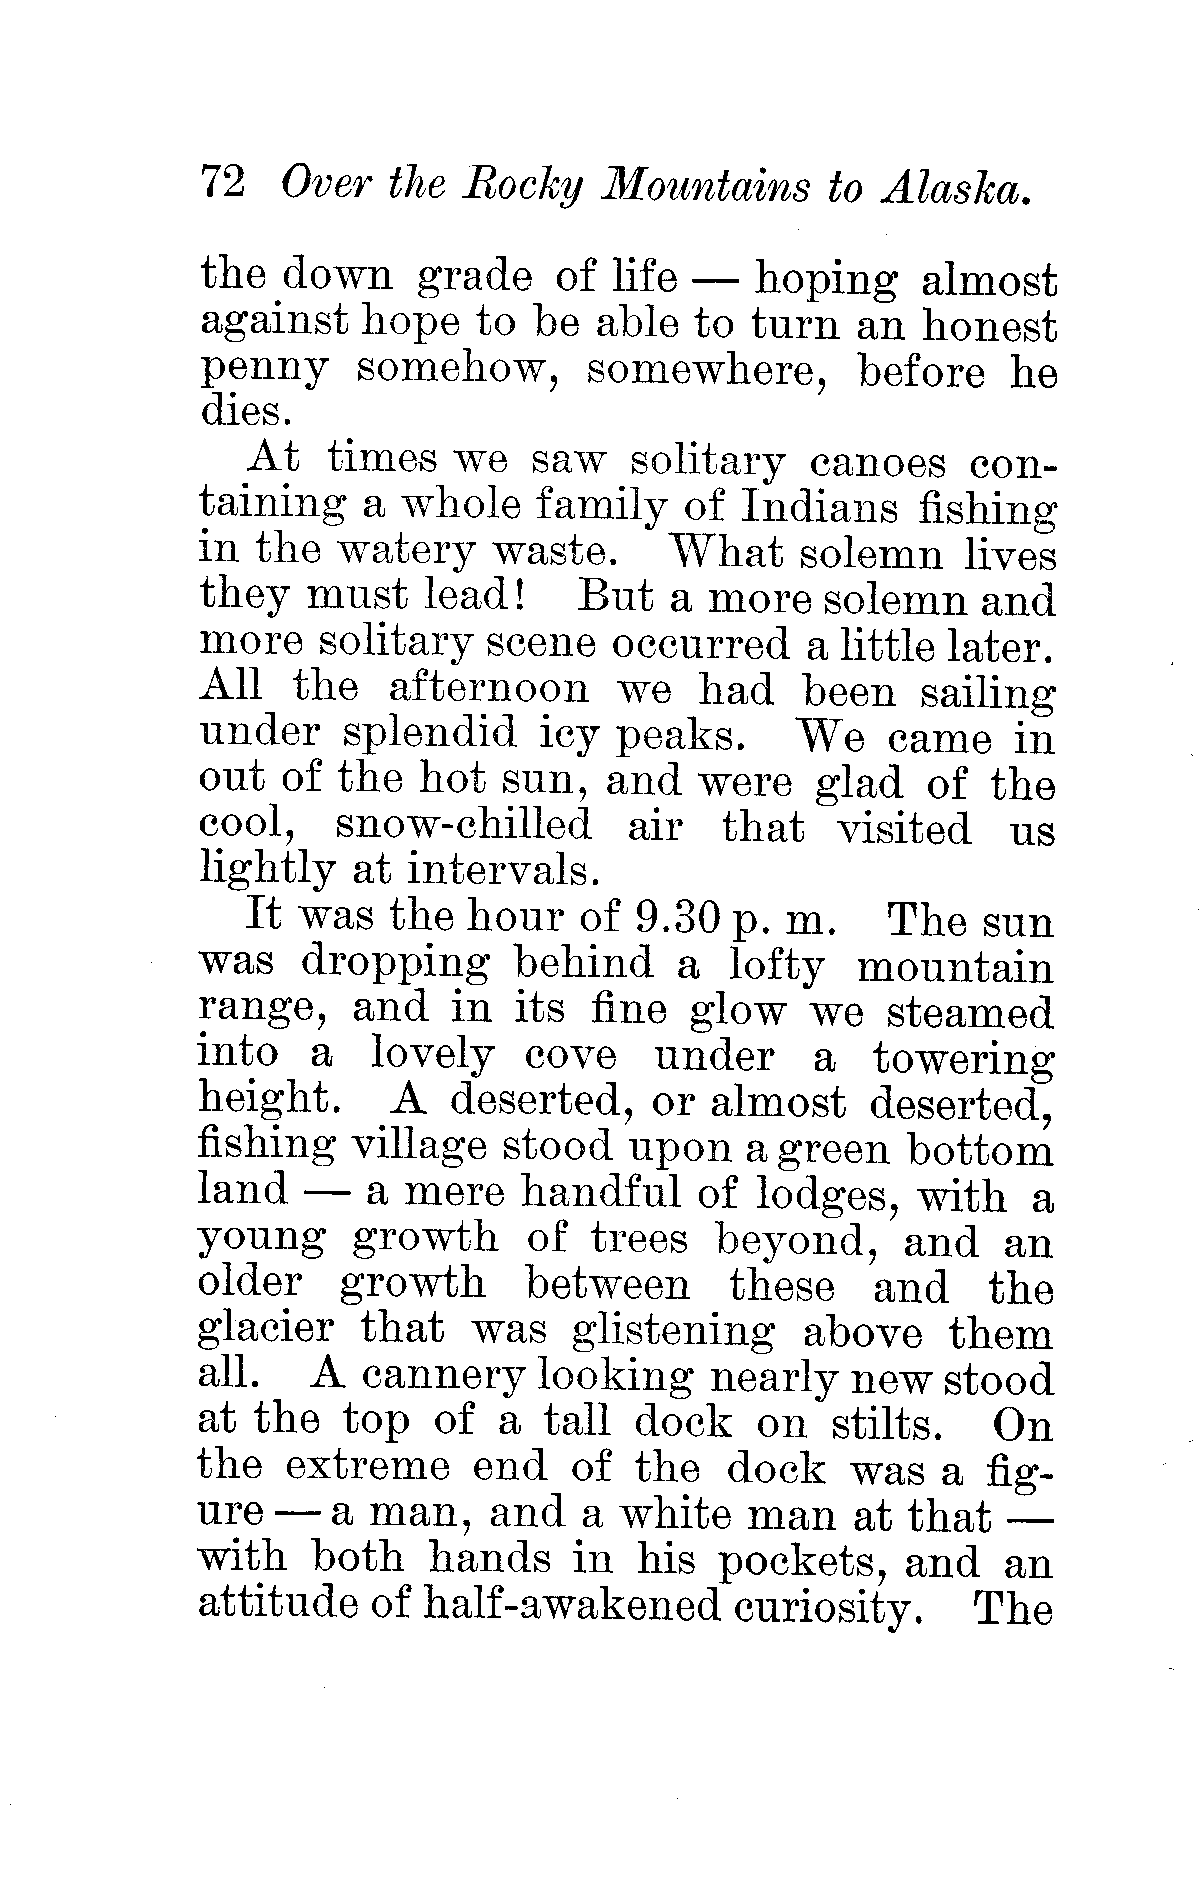 72 Over the Rocky Mountains to Alaska.
the down grade of life — hoping almost
against hope to be able to turn an honest
penny somehow, somewhere, before he
dies.
At times we saw solitary canoes con-
taining a whole family of Indians fishing
in the watery waste. What solemn lives
they must lead! But a more solemn and
more solitary scene occurred a little later.
All the afternoon we had been sailing
under splendid icy peaks. We came in
out of the hot sun, and were glad of the
cool, snow-chilled air that visited us
lightly at intervals.
It was the hour of 9.30 p. m. The sun
was dropping behind a lofty mountain
range, and in its fine glow we steamed
into a lovely cove under a towering
height. A deserted, or almost deserted,
fishing village stood upon a green bottom
land — a mere handful of lodges, with a
young growth of trees beyond, and an
older growth between these and the
glacier that was glistening above them
all. A cannery looking nearly new stood
at the top of a tall dock on stilts. On
the extreme end of the dock was a fig-
ure — a man, and a white man at that —
with both hands in his pockets, and an
attitude of half-awakened curiosity. The